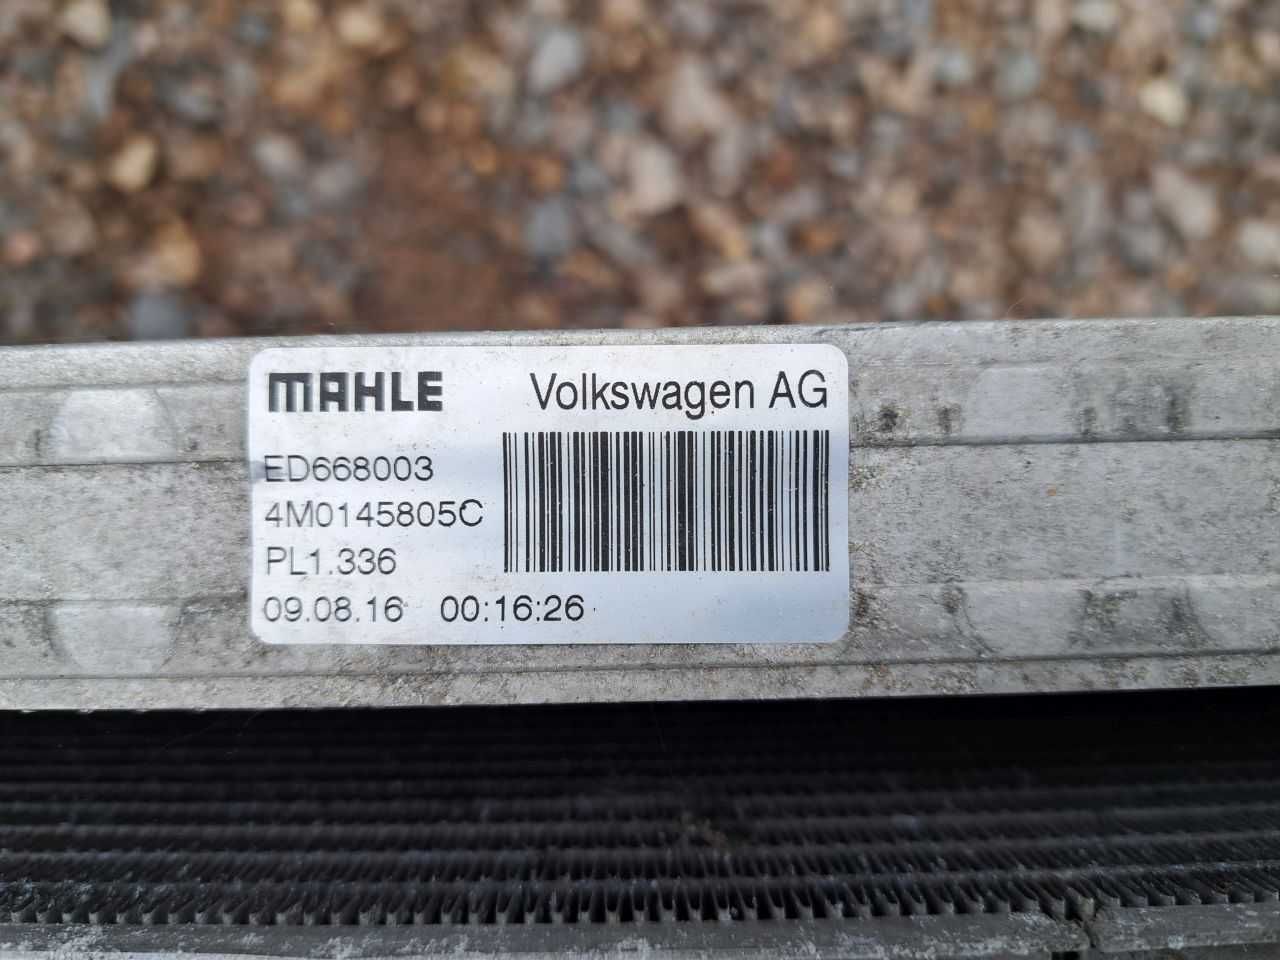 MAHLE Volkswagen AG
ED668003
4M0145805C
PL1.336
09.08.16 00:16:26